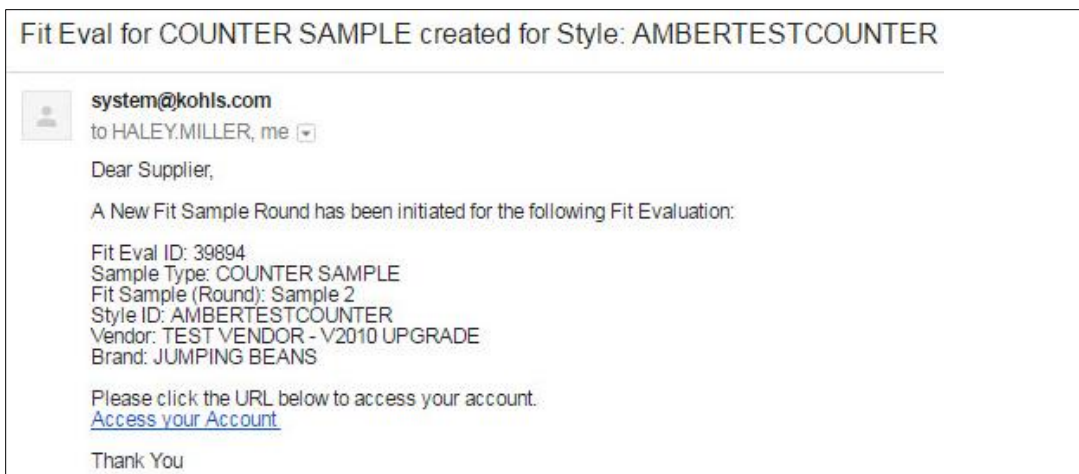 Fit Eval for COUNTER SAMPLE created for Style: AMBERTESTCOUNTER
system@kohls.com
to HALEY.MILLER, me
Dear Supplier,
A New Fit Sample Round has been initiated for the following Fit Evaluation:
Fit Eval ID: 39894
Sample Type: COUNTER SAMPLE
Fit Sample (Round): Sample 2
Style ID: AMBERTESTCOUNTER
Vendor: TEST VENDOR - V2010 UPGRADE
Brand: JUMPING BEANS
Please click the URL below to access your account.
Access your Account
Thank You